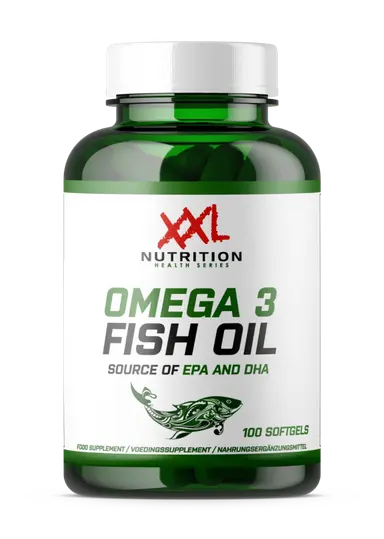 XXL
NUTRITION
HEALTH SERIES
OMEGA 3
FISH OIL
SOURCE OF EPA AND DHA
100 SOFTGELS
FOOD SUPPLEMENT / VOEDINGSSUPPLEMENT / NAHRUNGSERGÄNZUNGSMITTEL